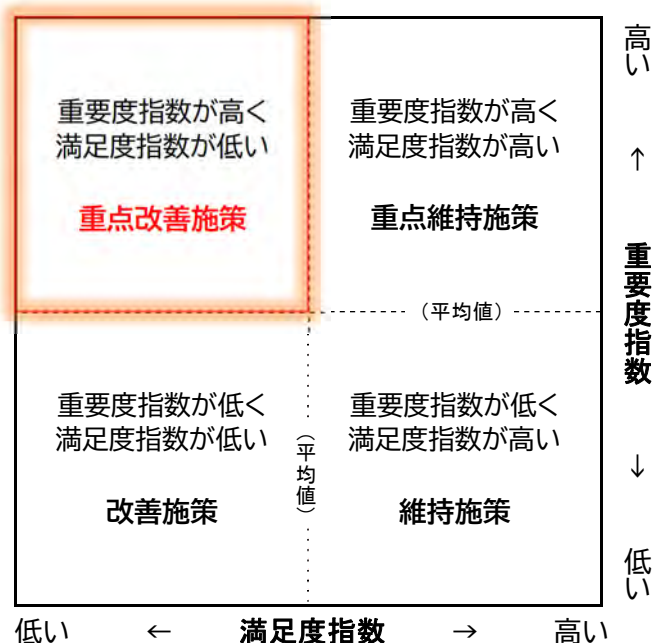 重要度指数が高く
満足度指数が低い
重点改善施策
重要度指数が高く
満足度指数が高い
重点維持施策
(平均値)
重要度指数が低く
満足度指数が低い
改善施策
(平均値)
重要度指数が低く
満足度指数が高い
維持施策
高い
↑
重要度指数
↓
低い
低い ← 満足度指数 → 高い